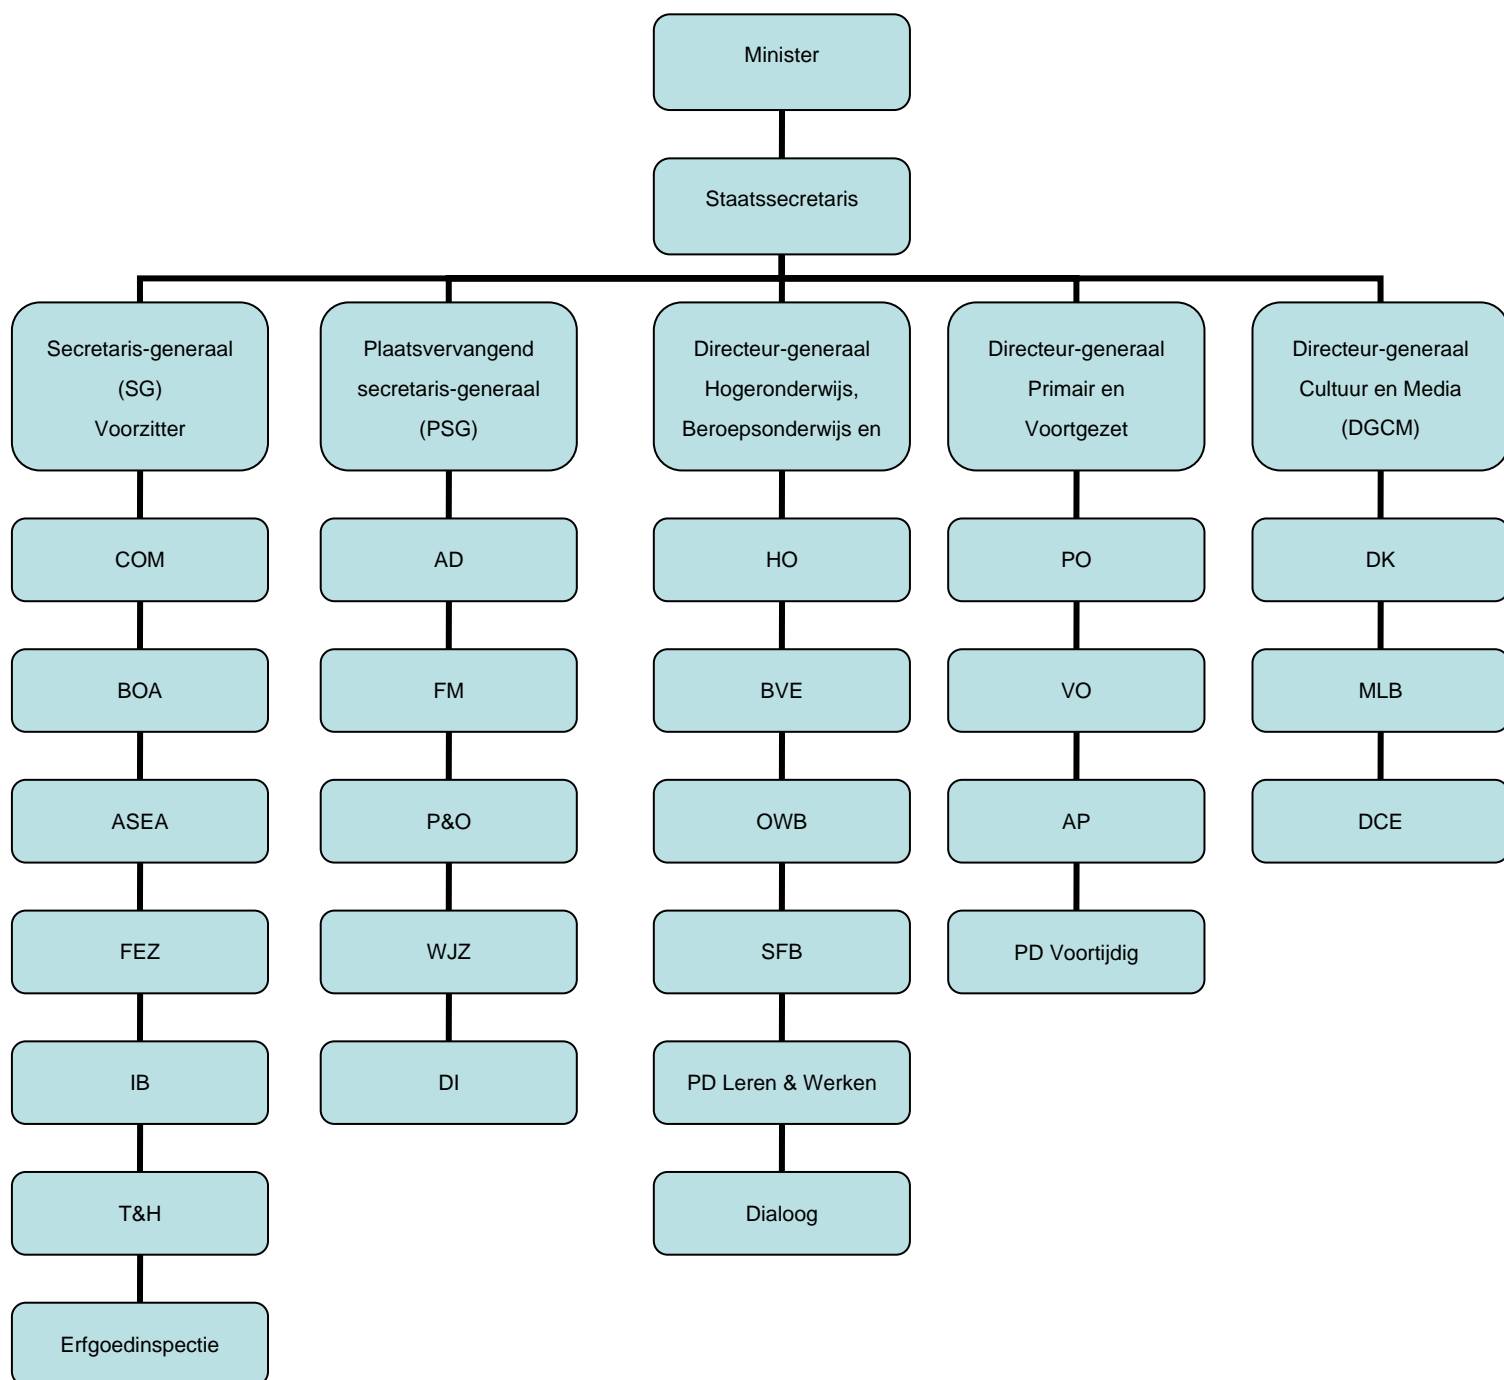 Minister
Staatssecretaris
Secretaris-generaal
(SG)
Voorzitter
Plaatsvervangend
secretaris-generaal
(PSG)
Directeur-generaal
Hogeronderwijs,
Beroepsonderwijs en
Directeur-generaal
Primair en
Voortgezet
Directeur-generaal
Cultuur en Media
(DGCM)
COM
AD
HO
PO
DK
BOA
FM
BVE
VO
MLB
ASEA
P&O
OWB
AP
DCE
FEZ
WJZ
SFB
PD Voortijdig
IB
DI
PD Leren & Werken
T&H
Dialoog
Erfgoedinspectie